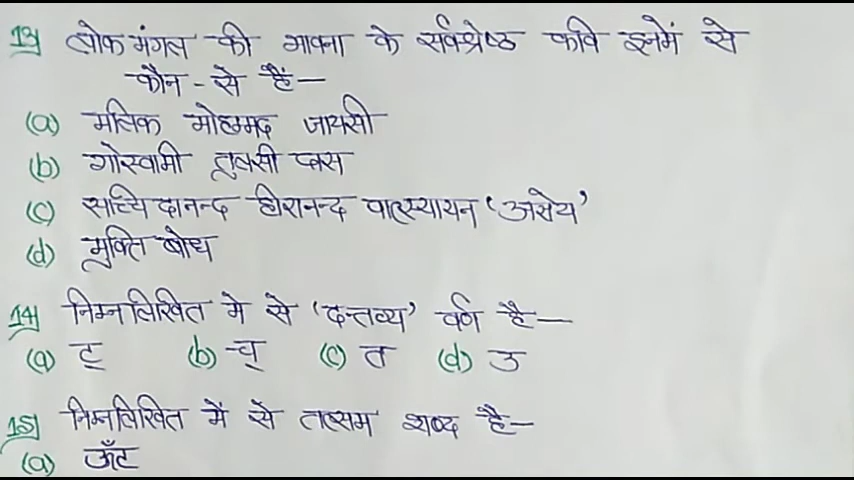 13) लोक मंगल की भावना के सर्वश्रेष्ठ कवि इनमें से
कौन - से हैं —
(a) मलिक मोहम्मद जायसी
(b) गोस्वामी तुलसी दास
(c) सच्चिदानन्द हीरानन्द वात्स्यायन 'अज्ञेय'
(d) मुक्ति बोध
14) निम्नलिखित मे से 'दन्तव्य' वर्ण है —
(a) ट् (b) च् (c) त (d) उ
15) निम्नलिखित में से तत्सम शब्द है —
(a) ऊँट